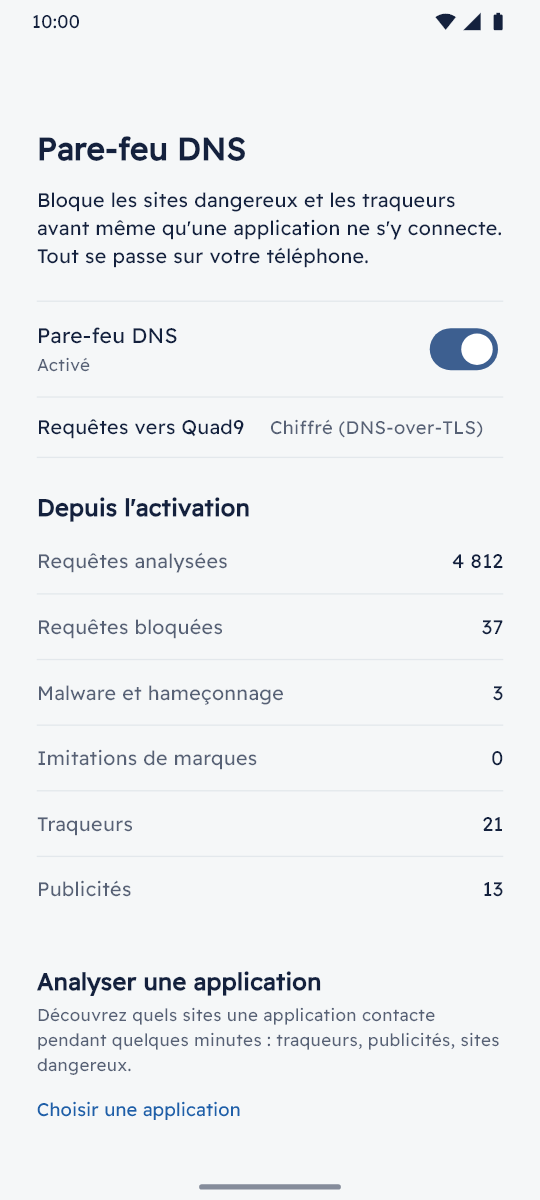 10:00
Pare-feu DNS
Bloque les sites dangereux et les traqueurs
avant même qu'une application ne s'y connecte.
Tout se passe sur votre téléphone.
Pare-feu DNS
Activé
Requêtes vers Quad9 Chiffré (DNS-over-TLS)
Depuis l'activation
Requêtes analysées 4 812
Requêtes bloquées 37
Malware et hameçonnage 3
Imitations de marques 0
Traqueurs 21
Publicités 13
Analyser une application
Découvrez quels sites une application contacte
pendant quelques minutes : traqueurs, publicités, sites
dangereux.
Choisir une application